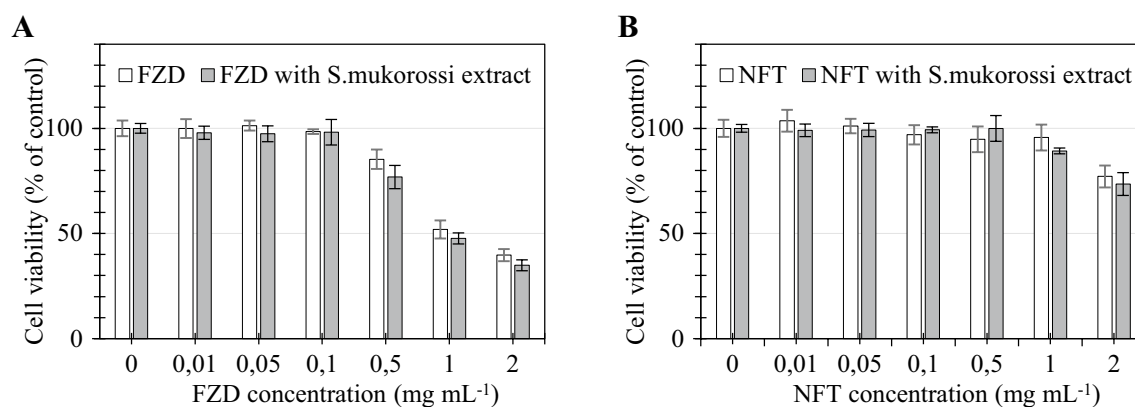 A
FZD
FZD with S.mukorossi extract
Cell viability (% of control)
100
50
0
0 0,01 0,05 0,1 0,5 1 2
FZD concentration (mg mL-1)
B
NFT
NFT with S.mukorossi extract
Cell viability (% of control)
100
50
0
0 0,01 0,05 0,1 0,5 1 2
NFT concentration (mg mL-1)